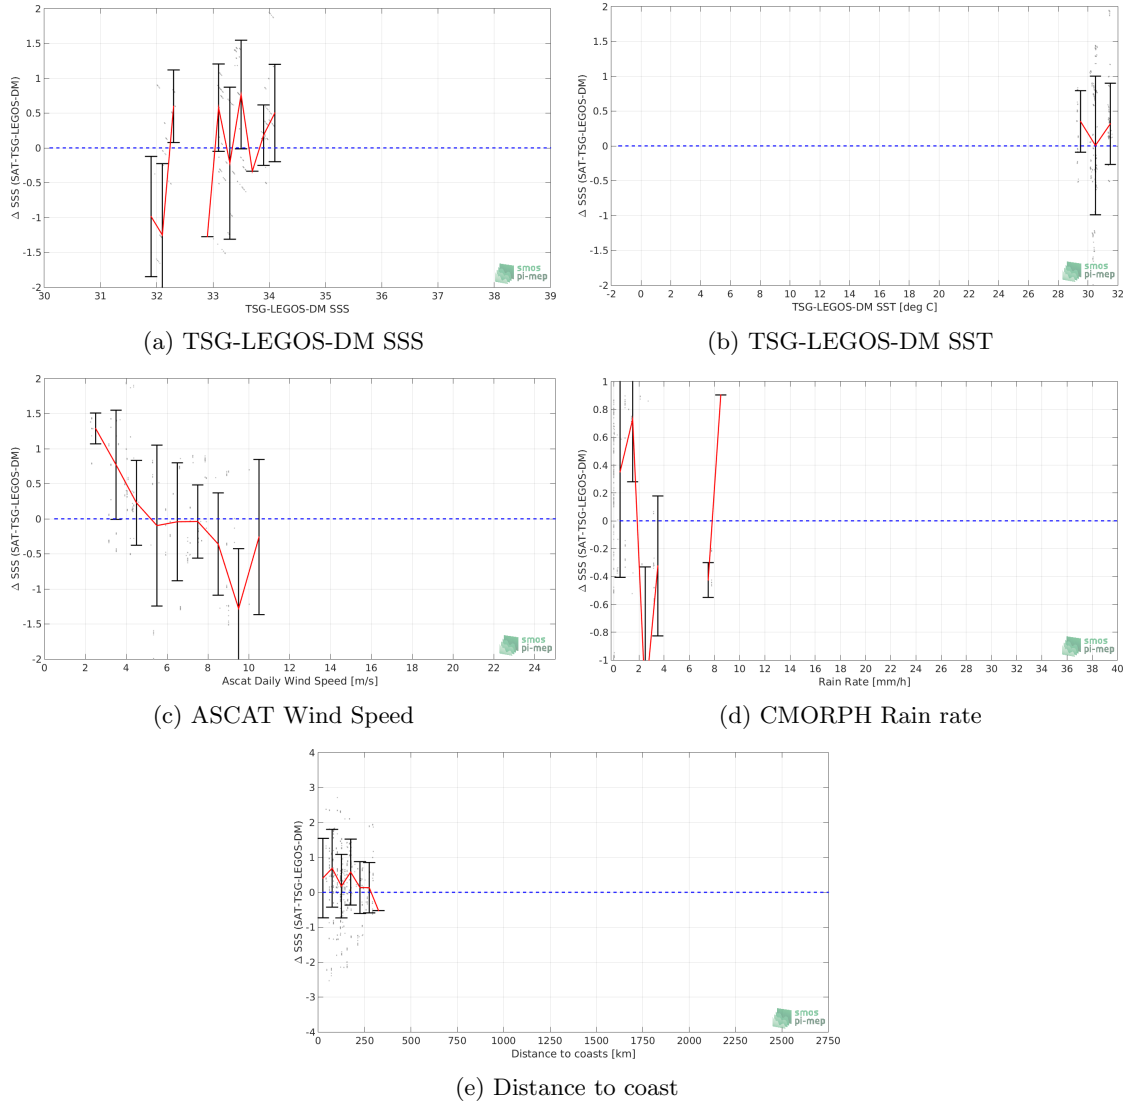 2
1.5
1
0.5
0
-0.5
-1
-1.5
-2
Δ SSS (SAT-TSG-LEGOS-DM)
30 31 32 33 34 35 36 37 38 39
TSG-LEGOS-DM SSS
smos
pi-mep
(a) TSG-LEGOS-DM SSS
2
1.5
1
0.5
0
-0.5
-1
-1.5
-2
Δ SSS (SAT-TSG-LEGOS-DM)
-2 0 2 4 6 8 10 12 14 16 18 20 22 24 26 28 30 32
TSG-LEGOS-DM SST [deg C]
smos
pi-mep
(b) TSG-LEGOS-DM SST
2
1.5
1
0.5
0
-0.5
-1
-1.5
-2
Δ SSS (SAT-TSG-LEGOS-DM)
0 2 4 6 8 10 12 14 16 18 20 22 24
Ascat Daily Wind Speed [m/s]
smos
pi-mep
(c) ASCAT Wind Speed
1
0.8
0.6
0.4
0.2
0
-0.2
-0.4
-0.6
-0.8
-1
Δ SSS (SAT-TSG-LEGOS-DM)
0 2 4 6 8 10 12 14 16 18 20 22 24 26 28 30 32 34 36 38 40
Rain Rate [mm/h]
smos
pi-mep
(d) CMORPH Rain rate
4
3
2
1
0
-1
-2
-3
-4
Δ SSS (SAT-TSG-LEGOS-DM)
0 250 500 750 1000 1250 1500 1750 2000 2250 2500 2750
Distance to coasts [km]
smos
pi-mep
(e) Distance to coast